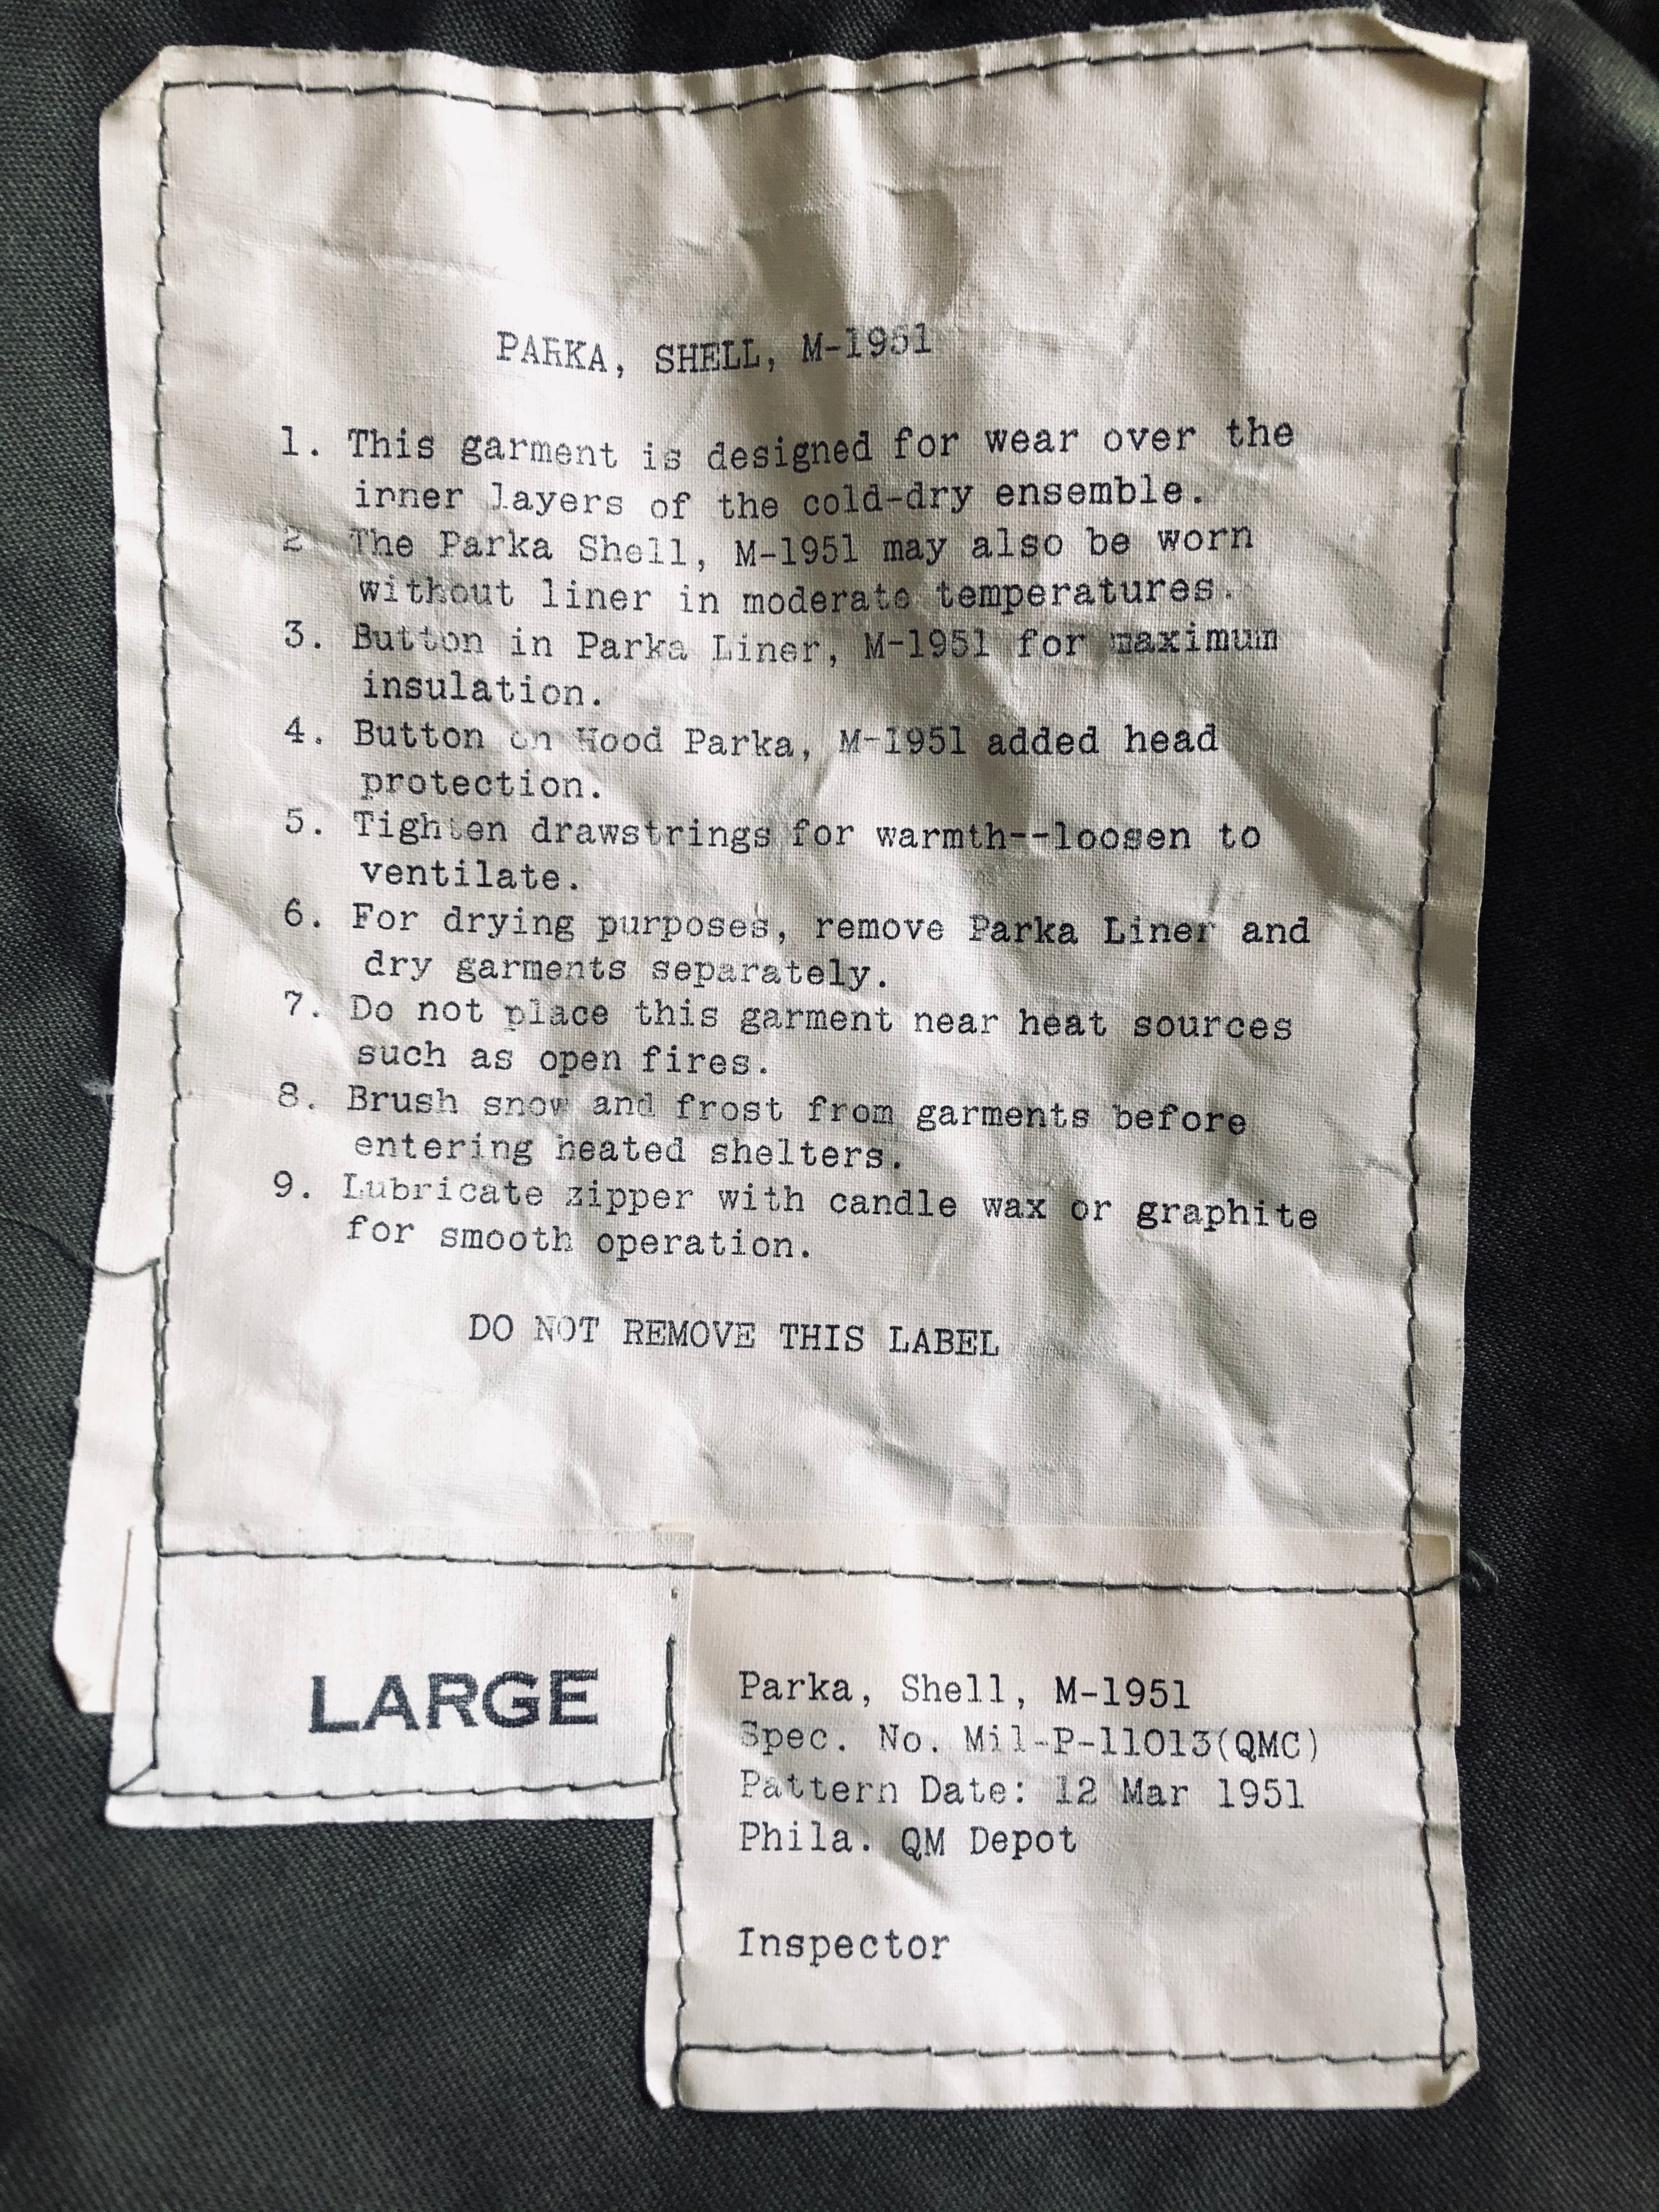 PARKA, SHELL, M-1951
1. This garment is designed for wear over the
inner layers of the cold-dry ensemble.
2. The Parka Shell, M-1951 may also be worn
without liner in moderate temperatures.
3. Button in Parka Liner, M-1951 for maximum
insulation.
4. Button on Hood Parka, M-1951 added head
protection.
5. Tighten drawstrings for warmth--loosen to
ventilate.
6. For drying purposes, remove Parka Liner and
dry garments separately.
7. Do not place this garment near heat sources
such as open fires.
8. Brush snow and frost from garments before
entering heated shelters.
9. Lubricate zipper with candle wax or graphite
for smooth operation.
DO NOT REMOVE THIS LABEL
LARGE
Parka, Shell, M-1951
Spec. No. Mil-P-11013(QMC)
Pattern Date: 12 Mar 1951
Phila. QM Depot
Inspector